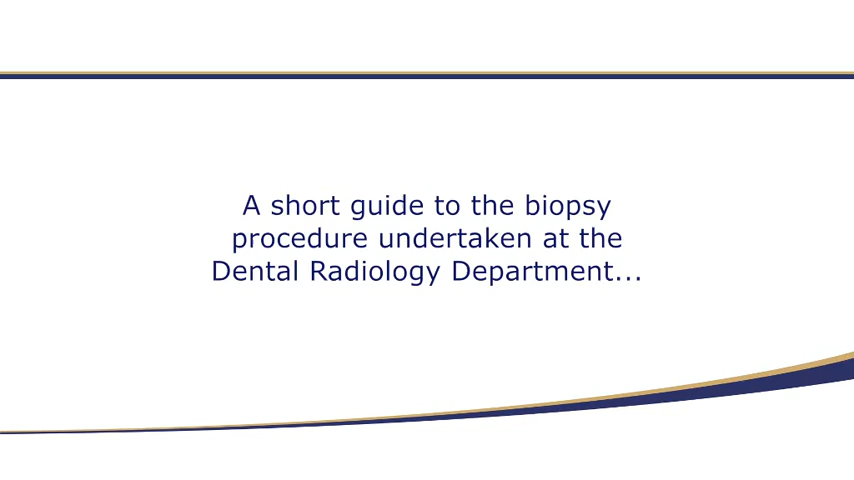 A short guide to the biopsy
procedure undertaken at the
Dental Radiology Department...